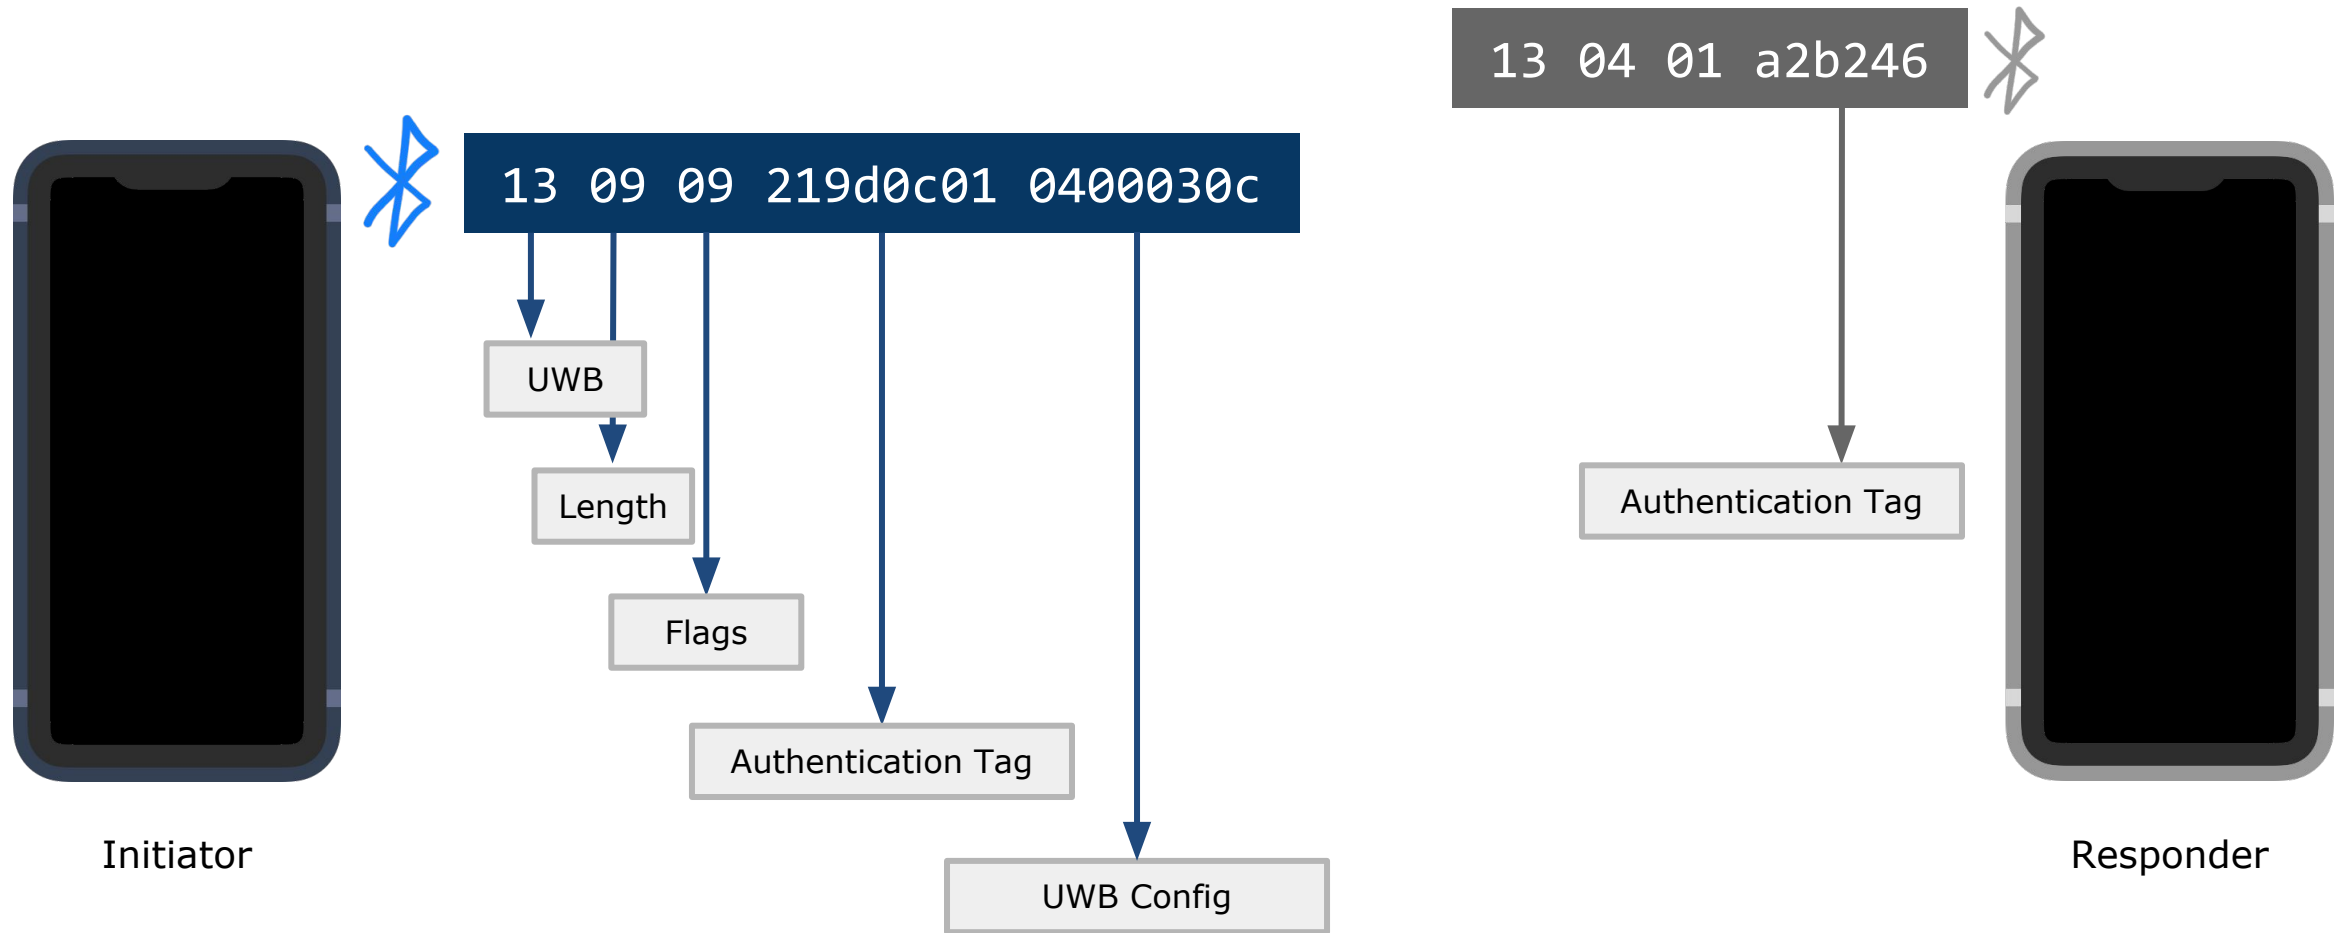 13 04 01 a2b246
13 09 09 219d0c01 0400030c
UWB
Length
Authentication Tag
Flags
Authentication Tag
Initiator
Responder
UWB Config